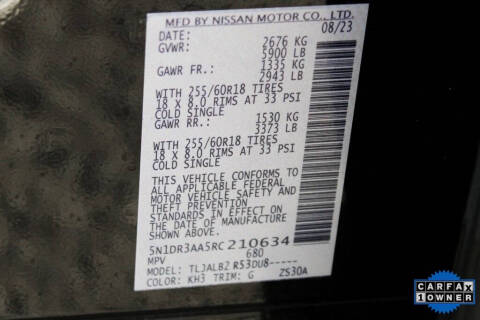 MFD BY NISSAN MOTOR CO., LTD.
DATE: 08/23
GVWR: 2676 KG
5900 LB
GAWR FR.: 1335 KG
2943 LB
WITH 255/60R18 TIRES
18 x 8.0 RIMS AT 33 PSI
COLD SINGLE
GAWR RR.: 1530 KG
3373 LB
WITH 255/60R18 TIRES
18 x 8.0 RIMS AT 33 PSI
COLD SINGLE
THIS VEHICLE CONFORMS TO
ALL APPLICABLE FEDERAL
MOTOR VEHICLE SAFETY AND
THEFT PREVENTION
STANDARDS IN EFFECT ON
THE DATE OF MANUFACTURE
SHOWN ABOVE.
5N1DR3AA5RC210634
MPV 680
MODEL: TLJALBZ R53DU8-----
COLOR: KH3 TRIM: G ZS30A
CARFAX
1 OWNER